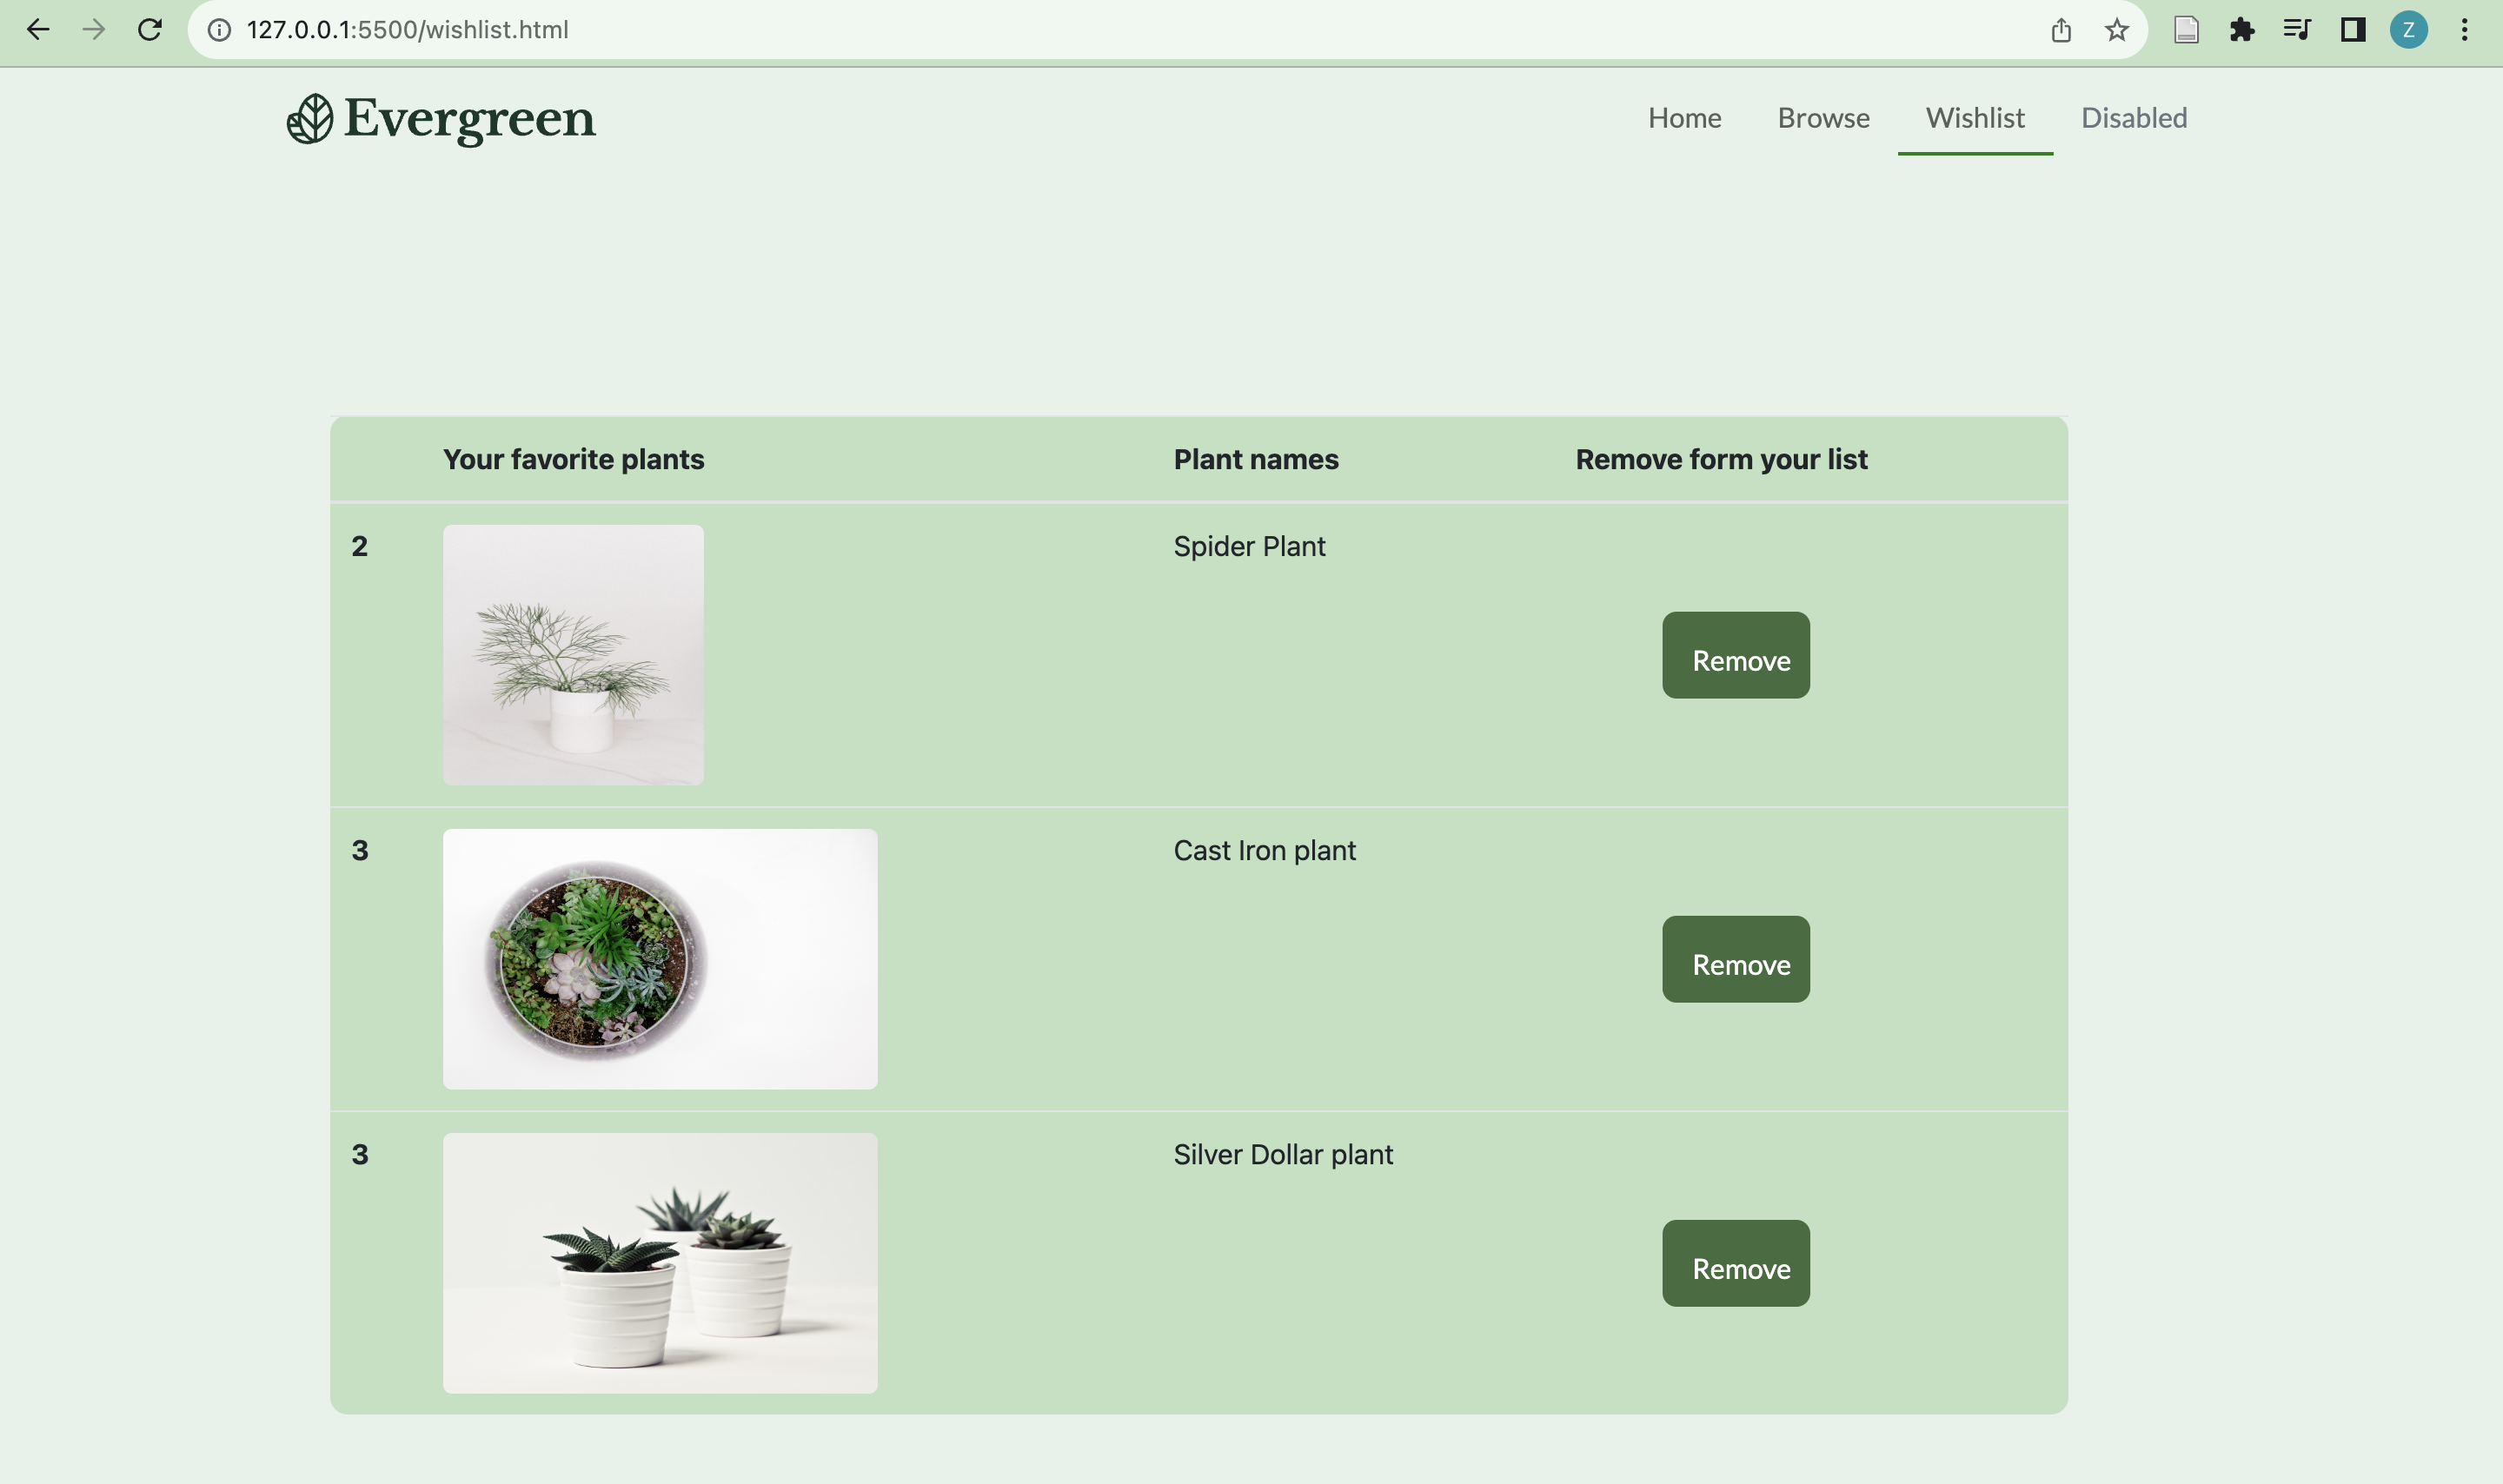 127.0.0.1:5500/wishlist.html
Z
Evergreen
Home Browse Wishlist Disabled
Your favorite plants Plant names Remove form your list
2 Spider Plant
Remove
3 Cast Iron plant
Remove
3 Silver Dollar plant
Remove